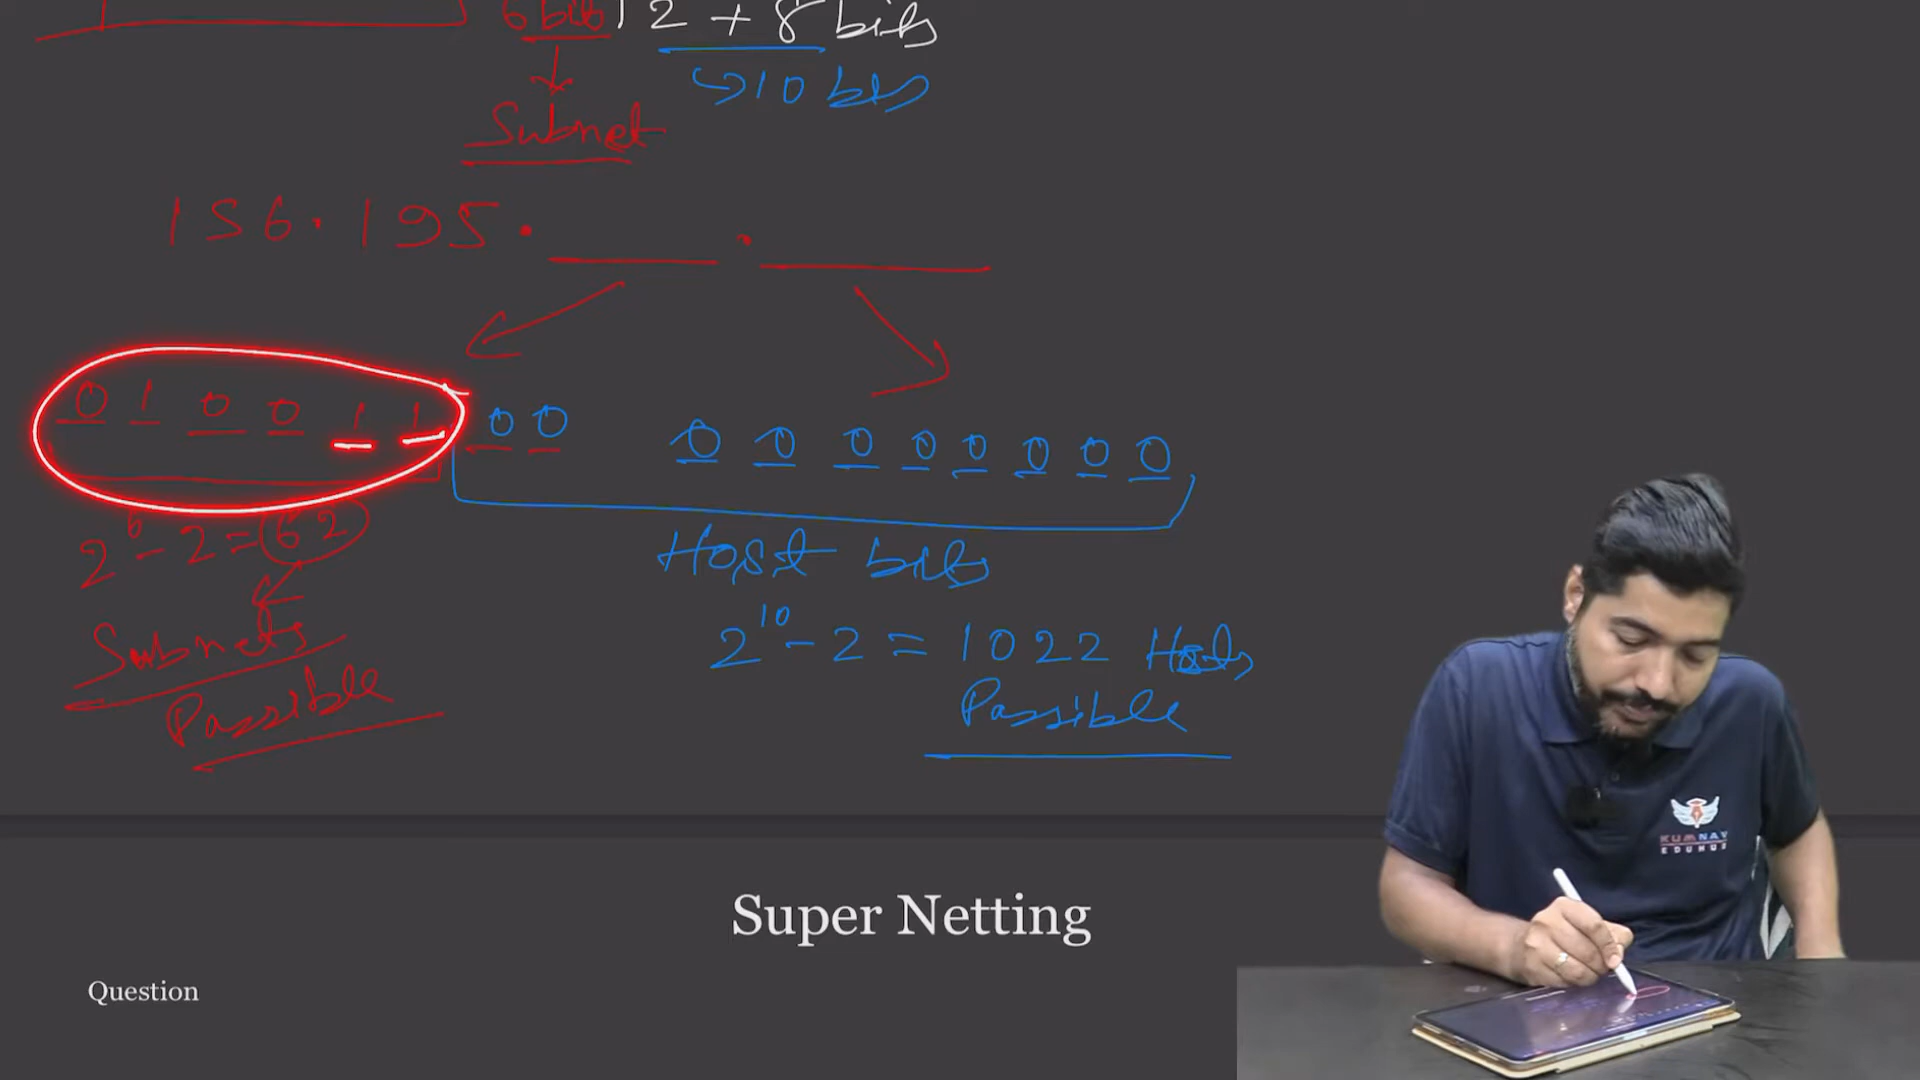 6 bits | 2 + 8 bits
↳ 10 bits
Subnet
156.195.
0 1 0 0 1 1 0 0 0 0 0 0 0 0 0 0
2^6 - 2 = 62
Subnets
Possible
Host bits
2^10 - 2 = 1022 Hosts
Possible
KUMNAV
EDUHUB
Super Netting
Question